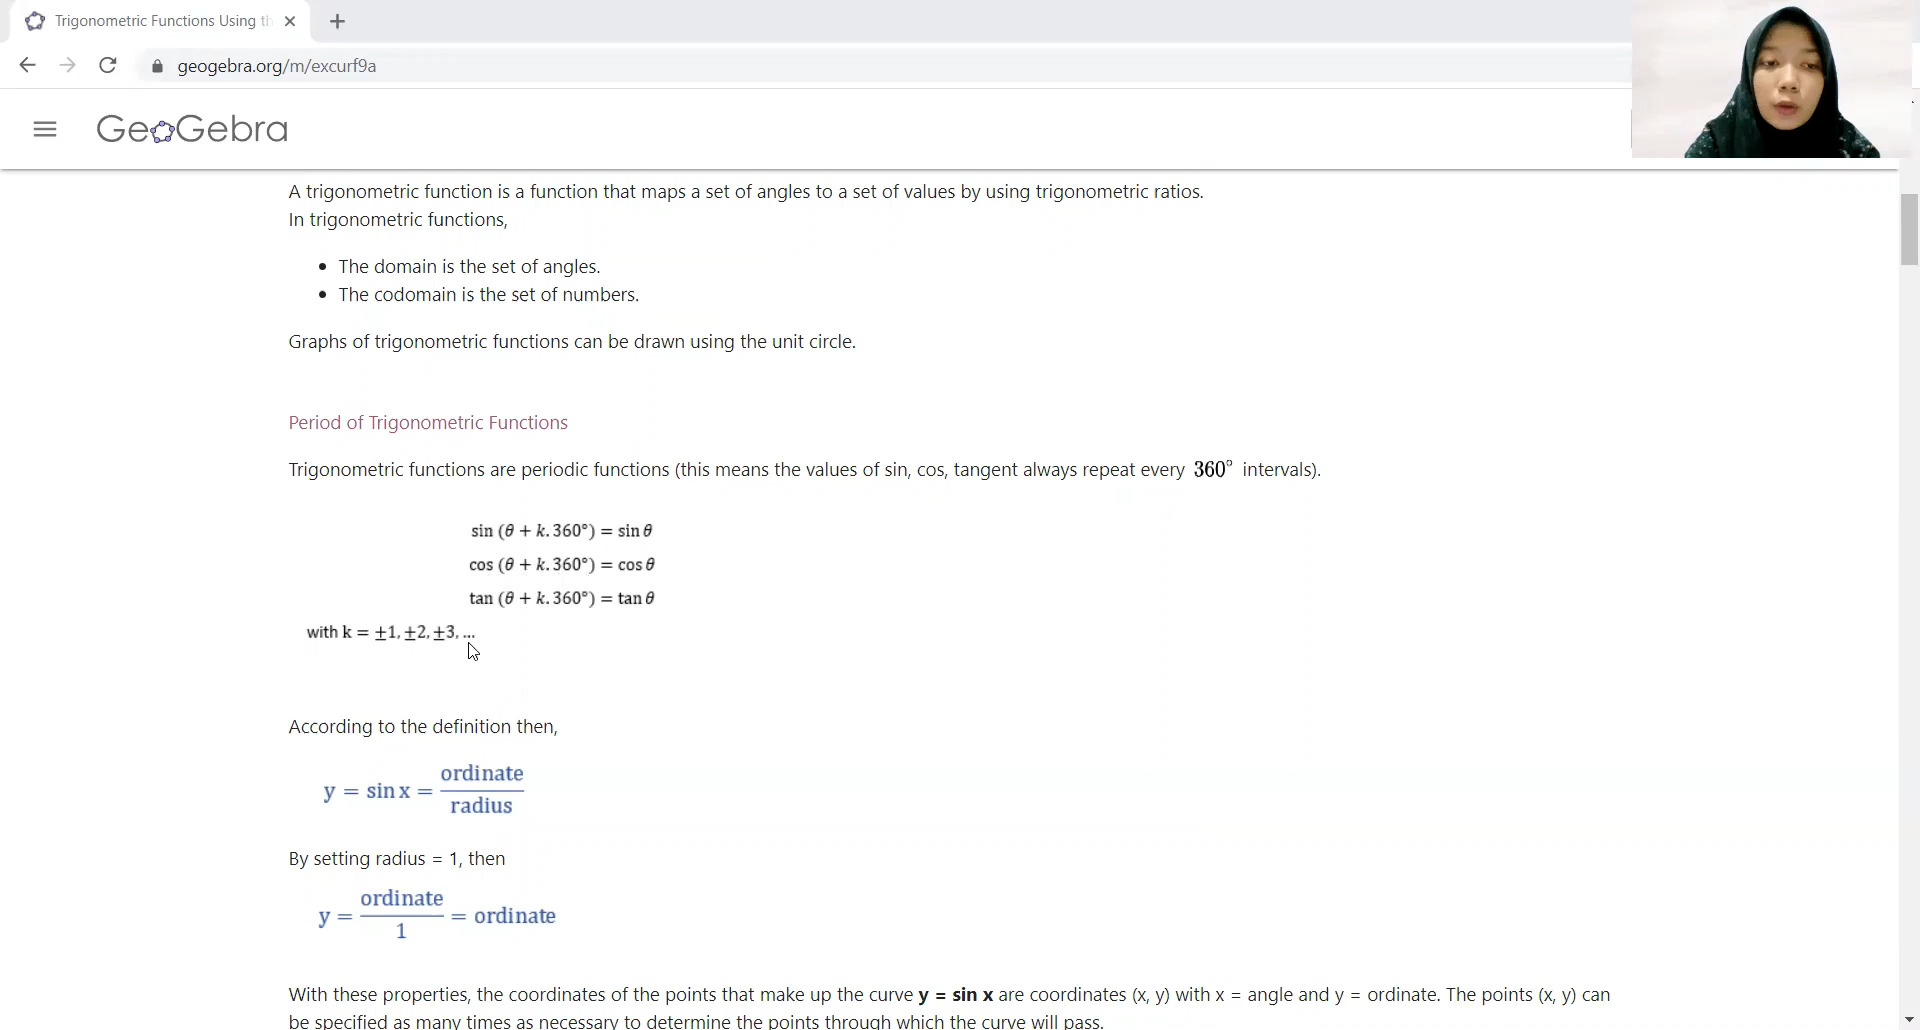 Trigonometric Functions Using th
geogebra.org/m/excurf9a
GeoGebra
A trigonometric function is a function that maps a set of angles to a set of values by using trigonometric ratios.
In trigonometric functions,
• The domain is the set of angles.
• The codomain is the set of numbers.
Graphs of trigonometric functions can be drawn using the unit circle.
Period of Trigonometric Functions
Trigonometric functions are periodic functions (this means the values of sin, cos, tangent always repeat every 360° intervals).
sin (θ + k. 360°) = sin θ
cos (θ + k. 360°) = cos θ
tan (θ + k. 360°) = tan θ
with k = ±1, ±2, ±3, ...
According to the definition then,
y = sin x = ordinate / radius
By setting radius = 1, then
y = ordinate / 1 = ordinate
With these properties, the coordinates of the points that make up the curve y = sin x are coordinates (x, y) with x = angle and y = ordinate. The points (x, y) can
be specified as many times as necessary to determine the points through which the curve will pass.